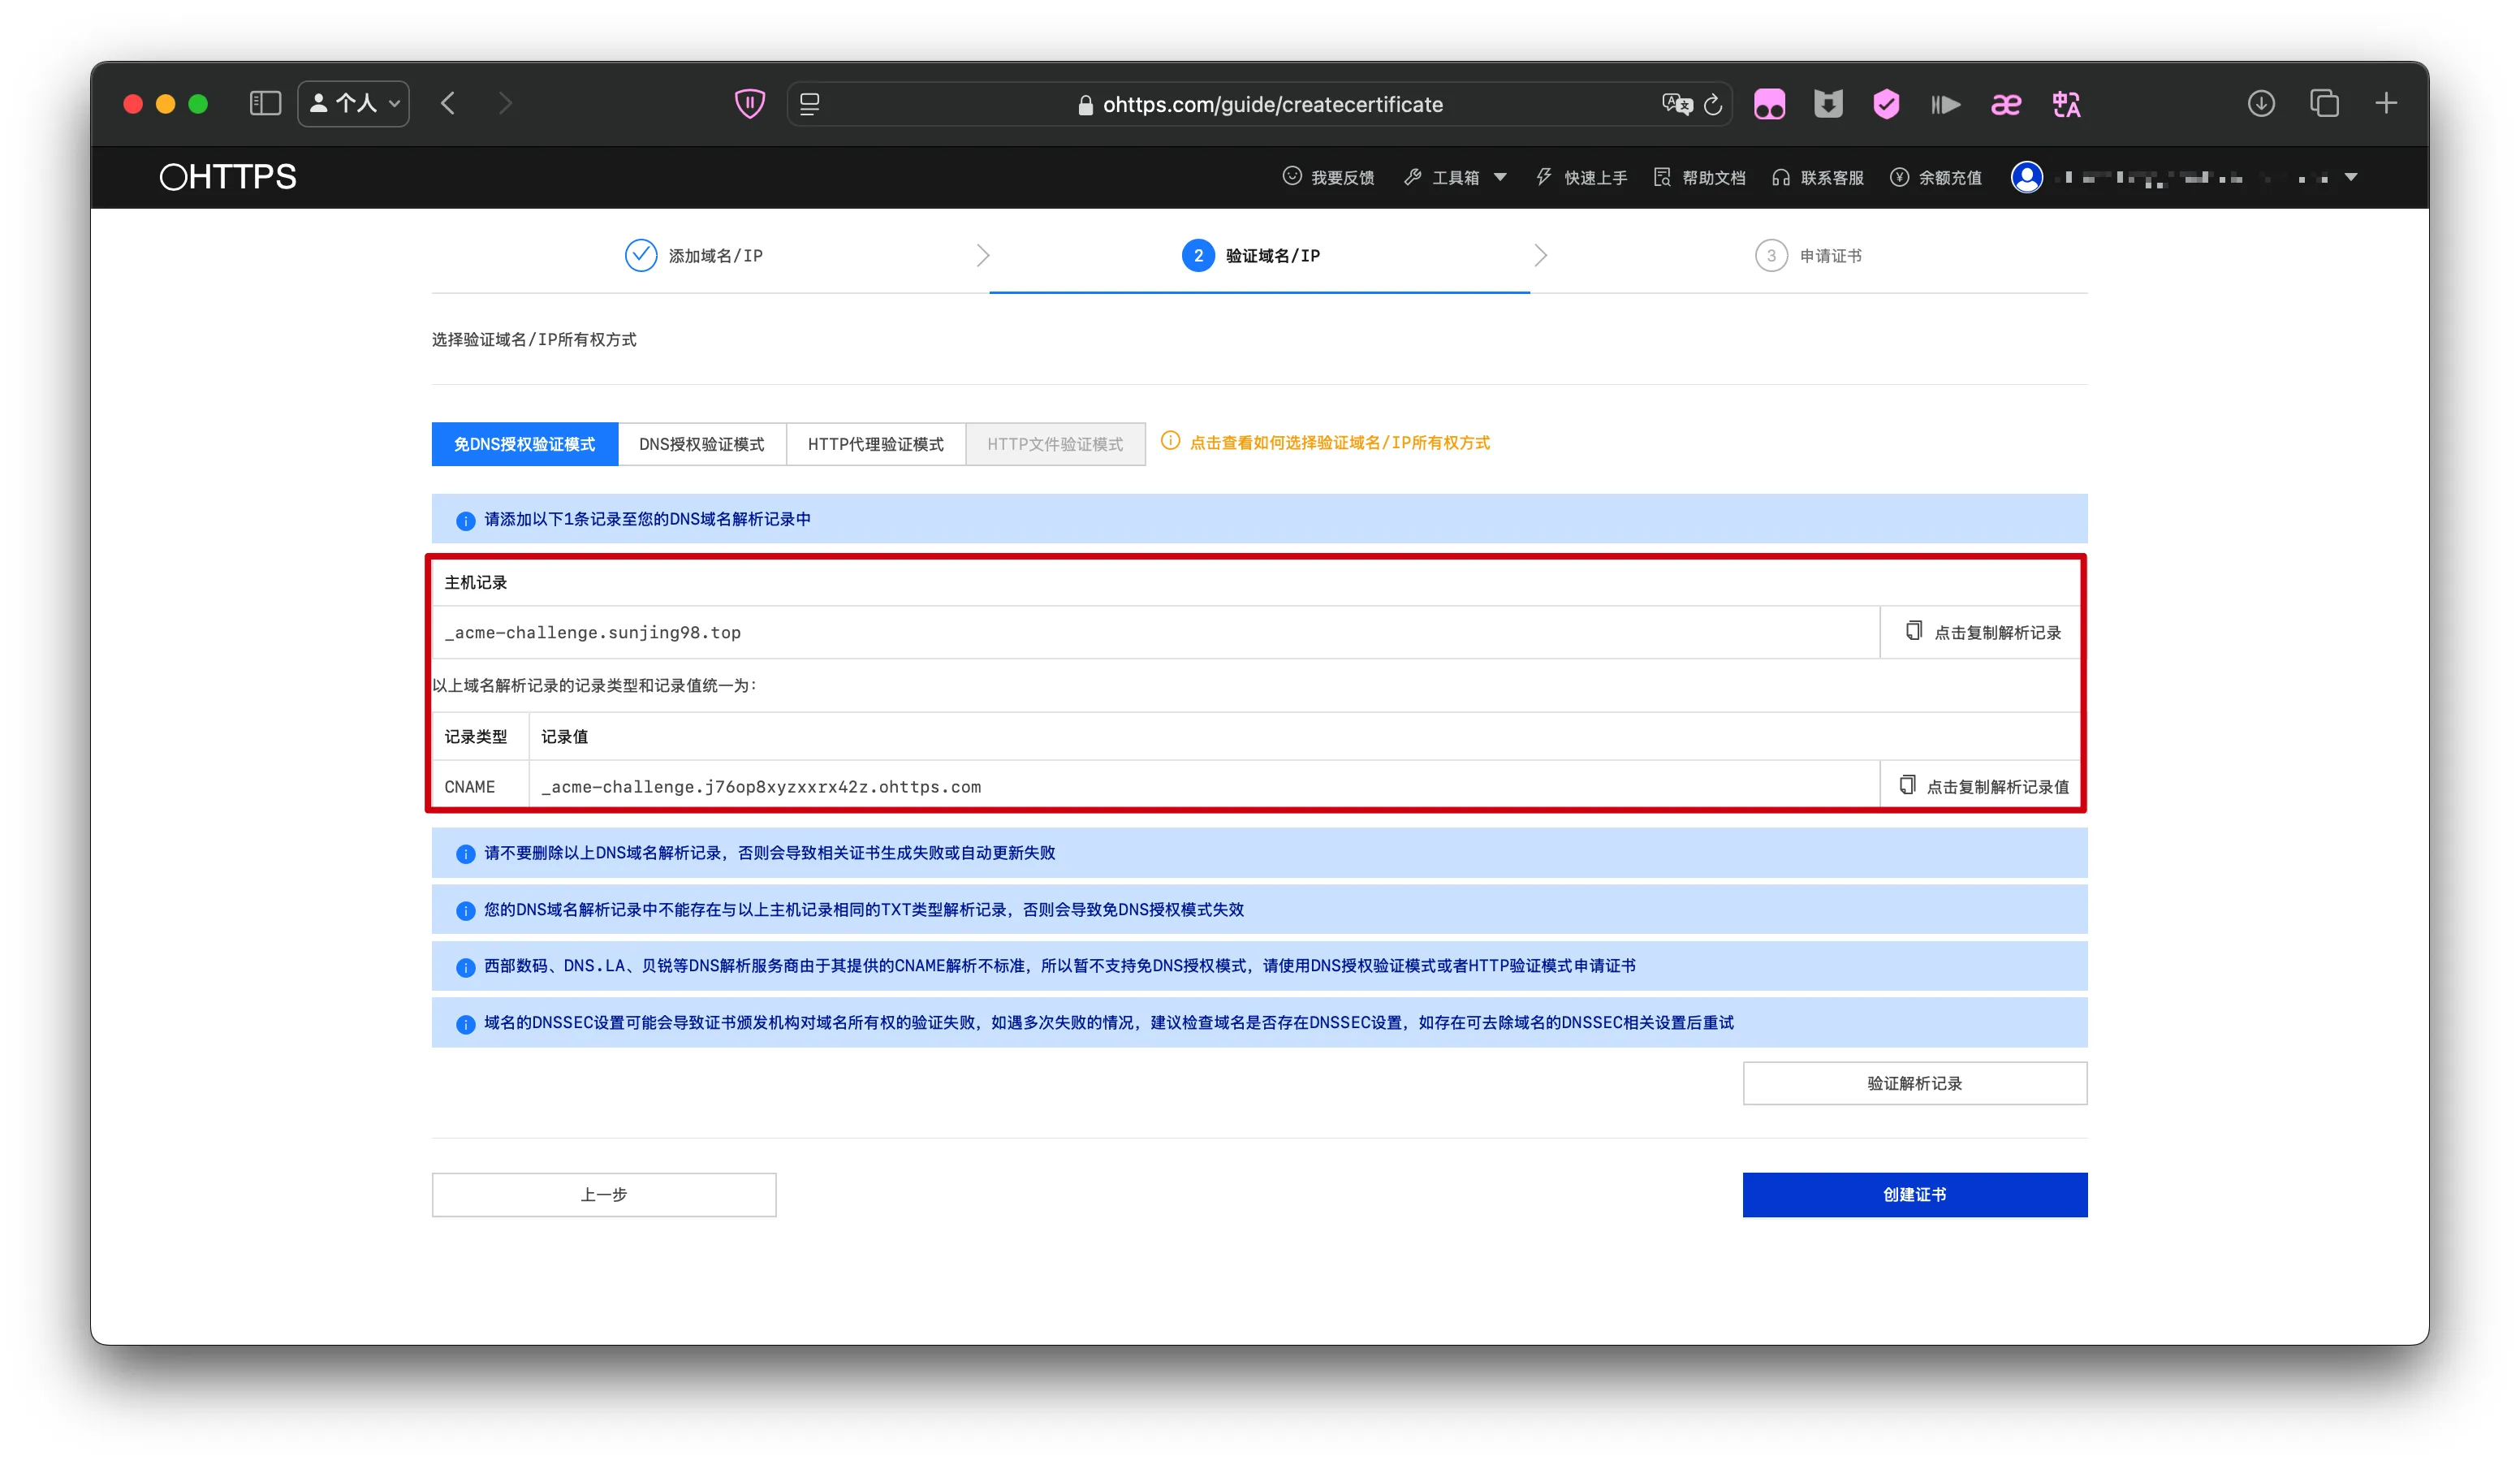 个人
ohttps.com/guide/createcertificate
OHTTPS
我要反馈
工具箱
快速上手
帮助文档
联系客服
余额充值
添加域名/IP
2 验证域名/IP
3 申请证书
选择验证域名/IP所有权方式
免DNS授权验证模式
DNS授权验证模式
HTTP代理验证模式
HTTP文件验证模式
点击查看如何选择验证域名/IP所有权方式
请添加以下1条记录至您的DNS域名解析记录中
主机记录
_acme-challenge.sunjing98.top
点击复制解析记录
以上域名解析记录的记录类型和记录值统一为:
记录类型 记录值
CNAME _acme-challenge.j76op8xyzxxrx42z.ohttps.com
点击复制解析记录值
请不要删除以上DNS域名解析记录，否则会导致相关证书生成失败或自动更新失败
您的DNS域名解析记录中不能存在与以上主机记录相同的TXT类型解析记录，否则会导致免DNS授权模式失效
西部数码、DNS.LA、贝锐等DNS解析服务商由于其提供的CNAME解析不标准，所以暂不支持免DNS授权模式，请使用DNS授权验证模式或者HTTP验证模式申请证书
域名的DNSSEC设置可能会导致证书颁发机构对域名所有权的验证失败，如遇多次失败的情况，建议检查域名是否存在DNSSEC设置，如存在可去除域名的DNSSEC相关设置后重试
验证解析记录
上一步
创建证书